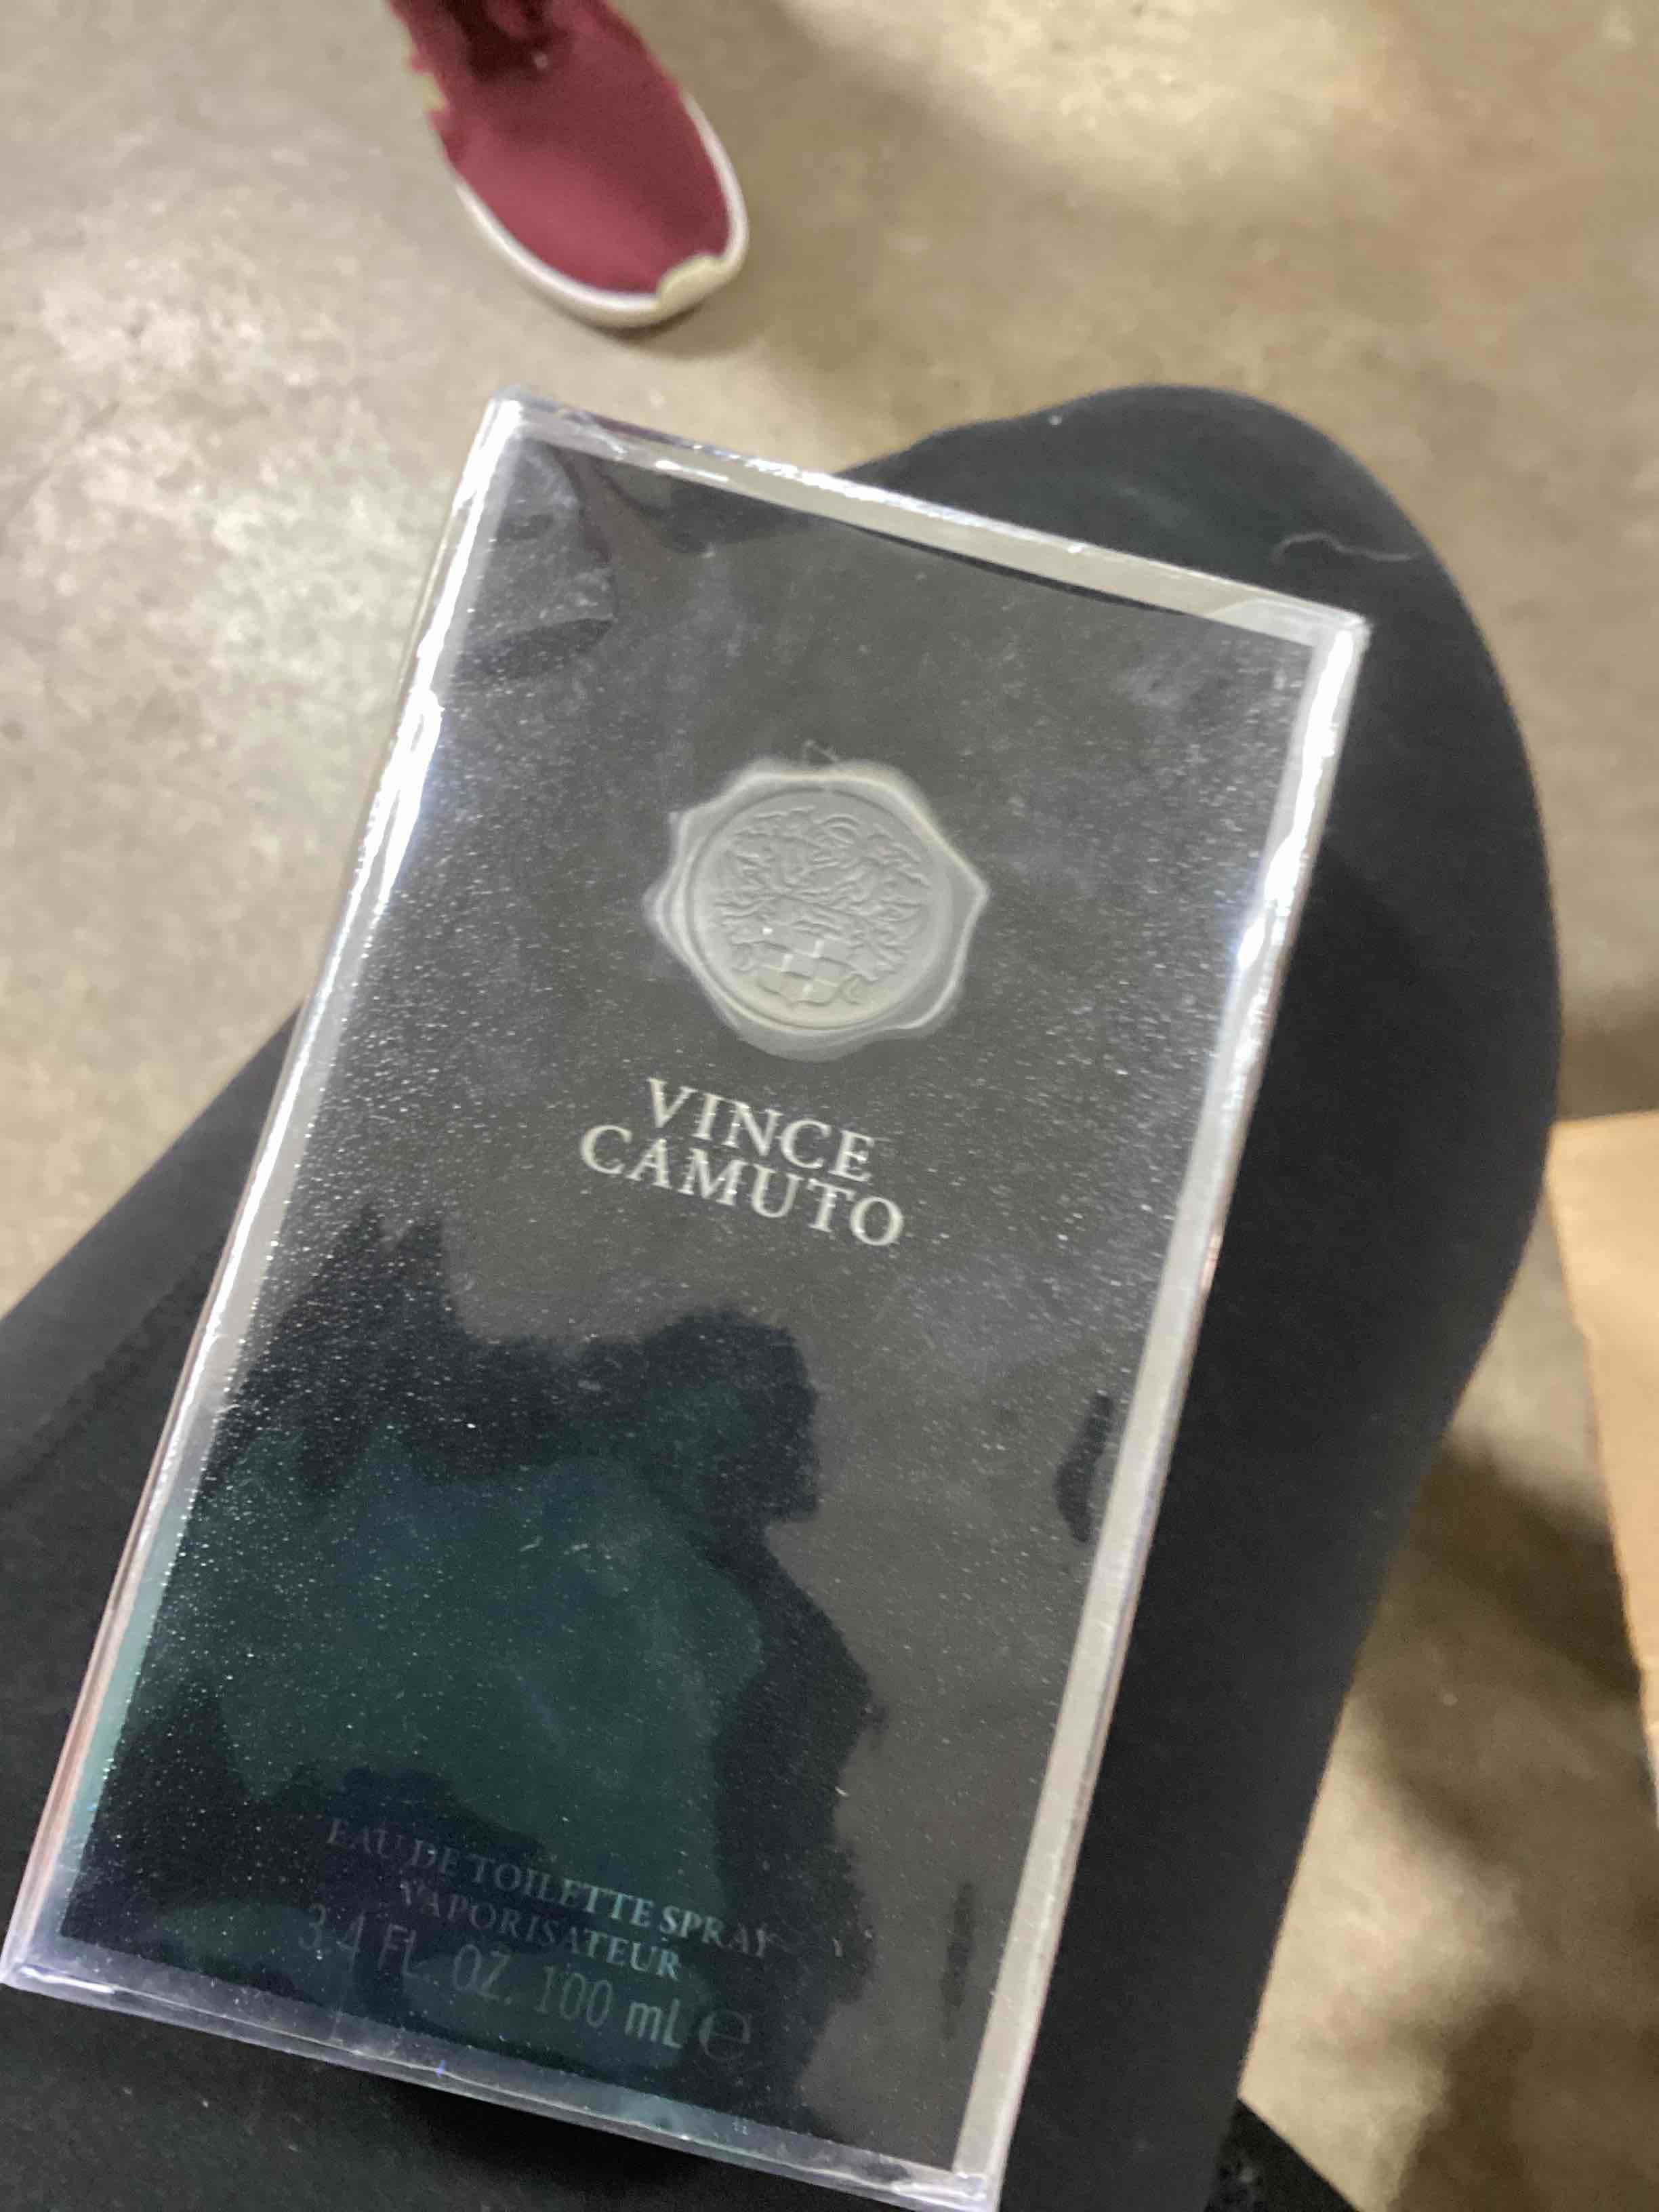 VINCE
CAMUTO
EAU DE TOILETTE SPRAY
VAPORISATEUR
3.4 FL. OZ. 100 mL ℮